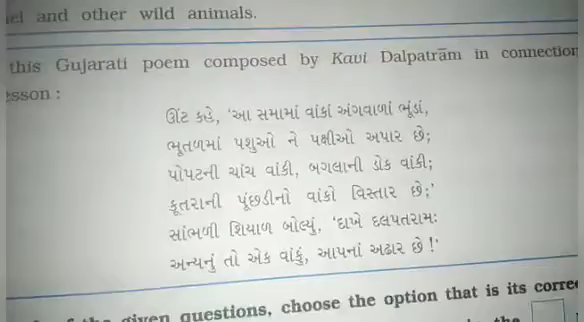 and other wild animals.
this Gujarati poem composed by Kavi Dalpatrām in connection
esson :
ઊંટ કહે, 'આ સમામાં વાંકાં અંગવાળાં ભૂંડાં,
ભૂતળમાં પશુઓ ને પક્ષીઓ અપાર છે;
પોપટની ચાંચ વાંકી, બગલાની ડોક વાંકી;
કૂતરાની પૂંછડીનો વાંકો વિસ્તાર છે;'
સાંભળી શિયાળ બોલ્યું, 'દાખે દલપતરામઃ
અન્યનું તો એક વાંકું, આપનાં અઢાર છે !'
given questions, choose the option that is its corre
the